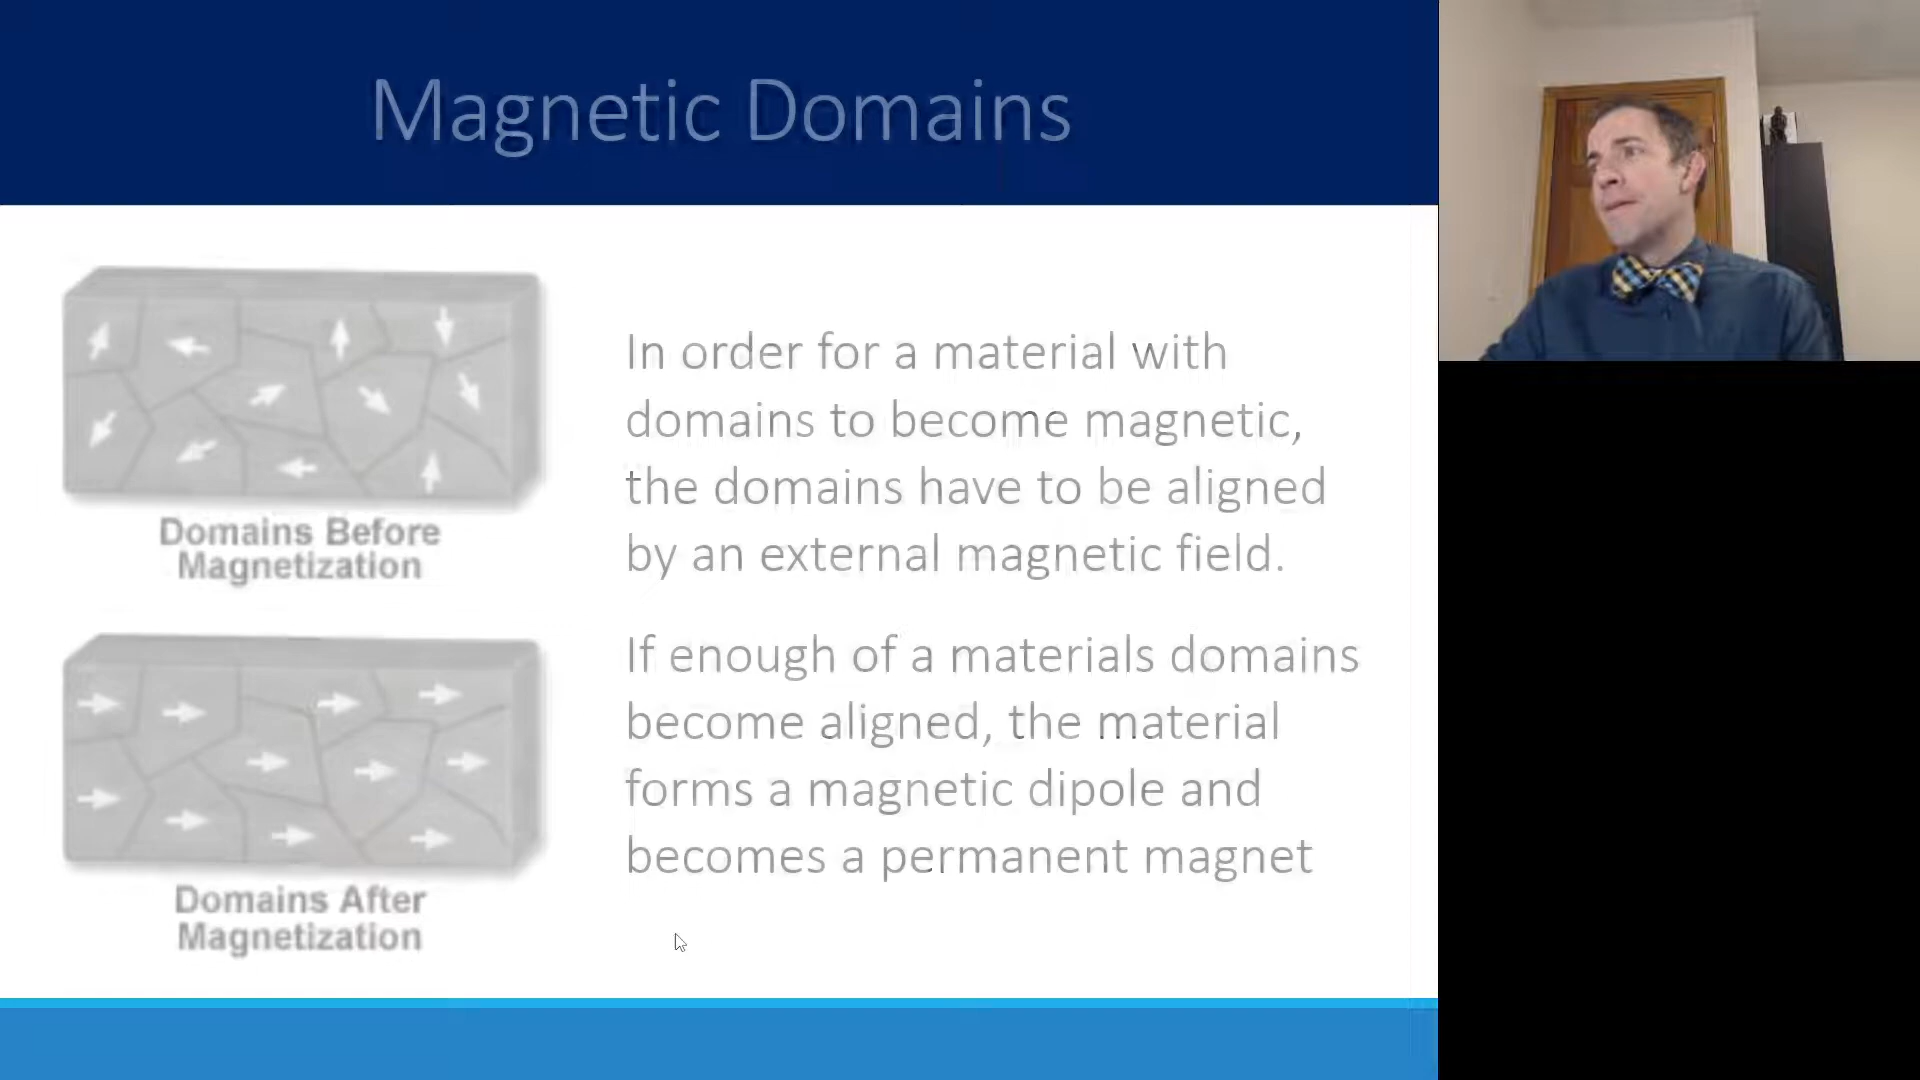 Magnetic Domains
Domains Before
Magnetization
In order for a material with
domains to become magnetic,
the domains have to be aligned
by an external magnetic field.
If enough of a materials domains
become aligned, the material
forms a magnetic dipole and
becomes a permanent magnet
Domains After
Magnetization